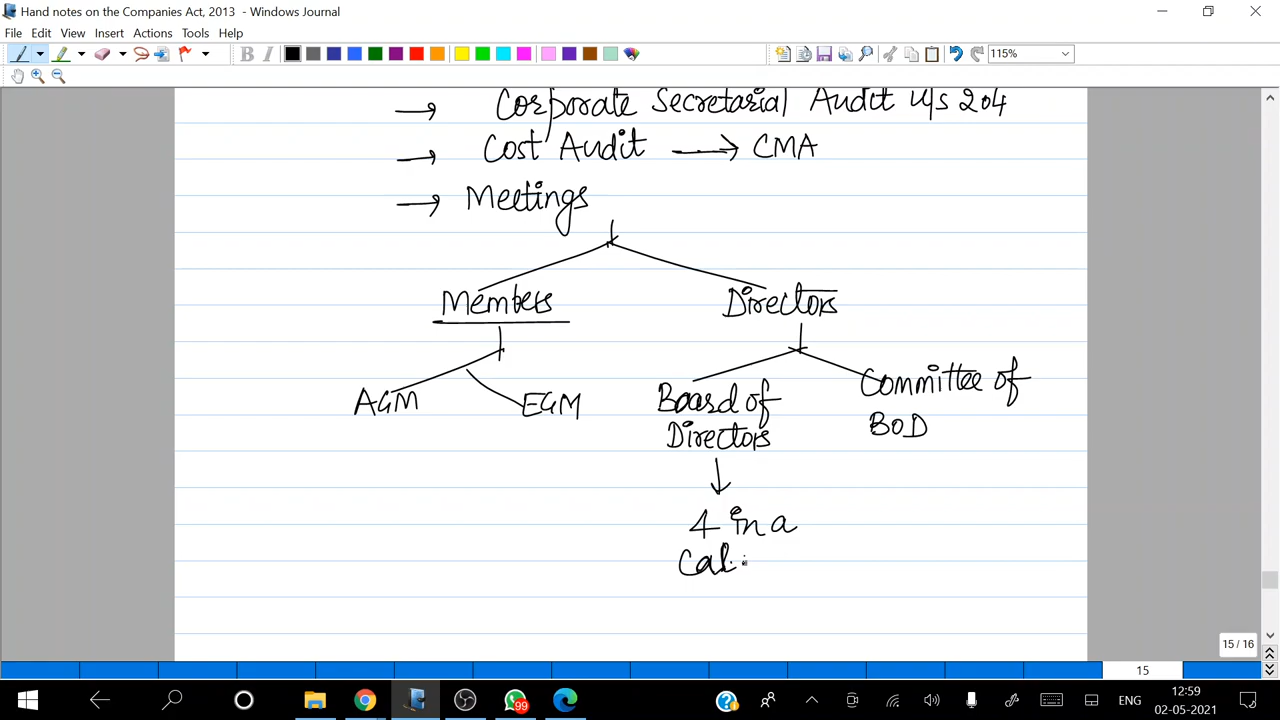 Hand notes on the Companies Act, 2013 - Windows Journal
File Edit View Insert Actions Tools Help
B I 115%
→ Corporate Secretarial Audit u/s 204
→ Cost Audit → CMA
→ Meetings
Members Directors
AGM EGM Board of Directors Committee of BOD
↓
4 in a
Cal
15 / 16
15
99 ENG 12:59
02-05-2021